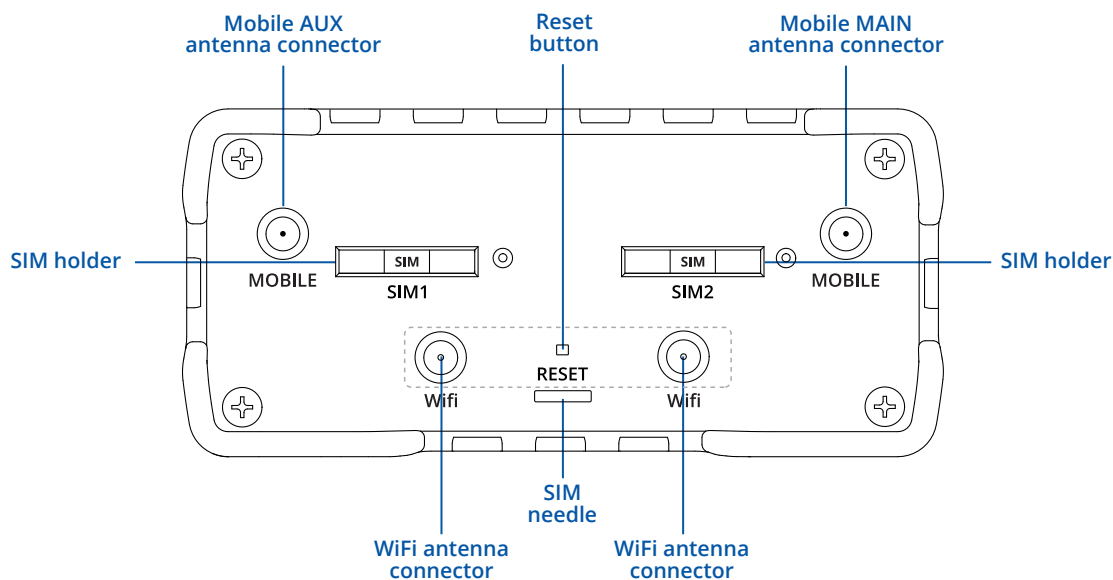 Mobile AUX
antenna connector
Reset
button
Mobile MAIN
antenna connector
SIM holder
SIM
SIM
SIM holder
MOBILE
SIM1
SIM2
MOBILE
RESET
Wifi
Wifi
SIM
needle
WiFi antenna
connector
WiFi antenna
connector